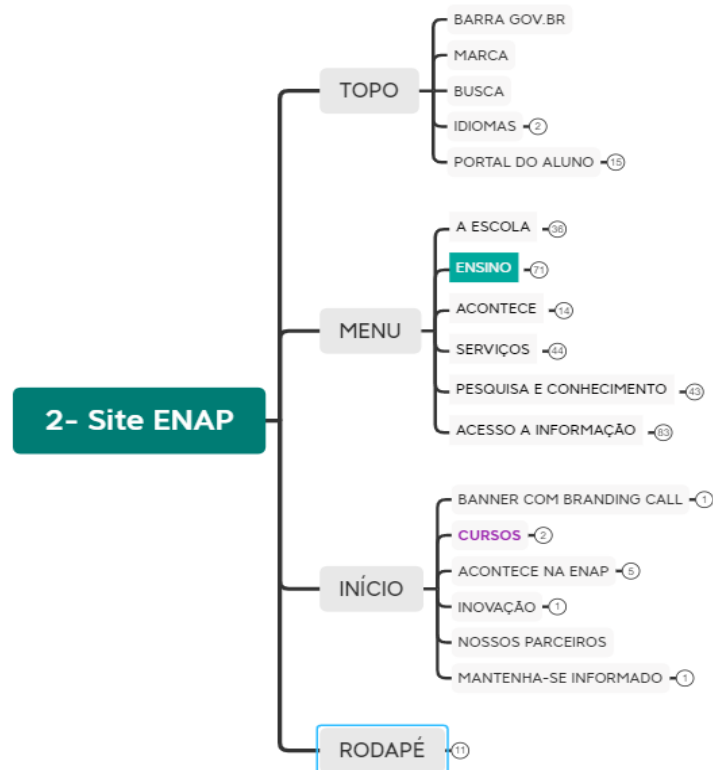 2- Site ENAP
TOPO
BARRA GOV.BR
MARCA
BUSCA
IDIOMAS 2
PORTAL DO ALUNO 15
MENU
A ESCOLA 36
ENSINO 71
ACONTECE 14
SERVIÇOS 44
PESQUISA E CONHECIMENTO 43
ACESSO A INFORMAÇÃO 83
INÍCIO
BANNER COM BRANDING CALL 1
CURSOS 2
ACONTECE NA ENAP 5
INOVAÇÃO 1
NOSSOS PARCEIROS
MANTENHA-SE INFORMADO 1
RODAPÉ 11